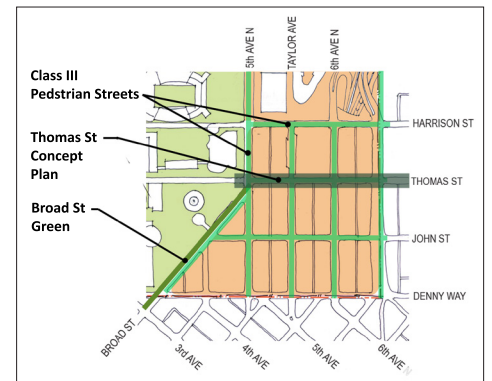 5th AVE N
TAYLOR AVE
6th AVE N
Class III
Pedstrian Streets
HARRISON ST
Thomas St
Concept
Plan
THOMAS ST
Broad St
Green
JOHN ST
DENNY WAY
BROAD ST
3rd AVE
4th AVE
5th AVE
6th AVE